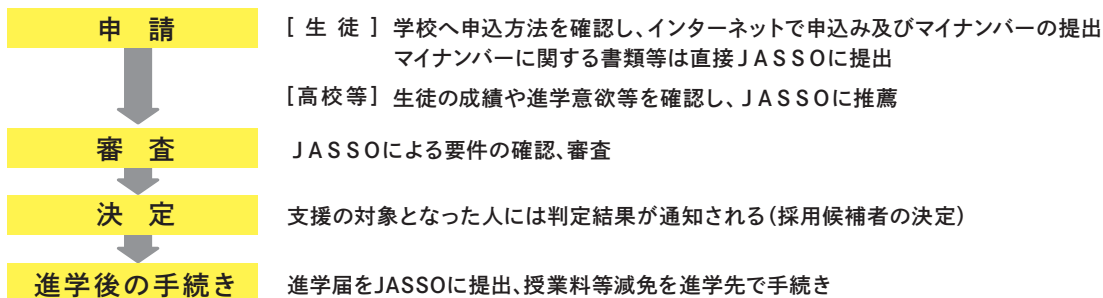 申　請
[ 生 徒 ] 学校へ申込方法を確認し、インターネットで申込み及びマイナンバーの提出
マイナンバーに関する書類等は直接ＪＡＳＳＯに提出
[高校等] 生徒の成績や進学意欲等を確認し、ＪＡＳＳＯに推薦
審　査
ＪＡＳＳＯによる要件の確認、審査
決　定
支援の対象となった人には判定結果が通知される（採用候補者の決定）
進学後の手続き
進学届をJASSOに提出、授業料等減免を進学先で手続き